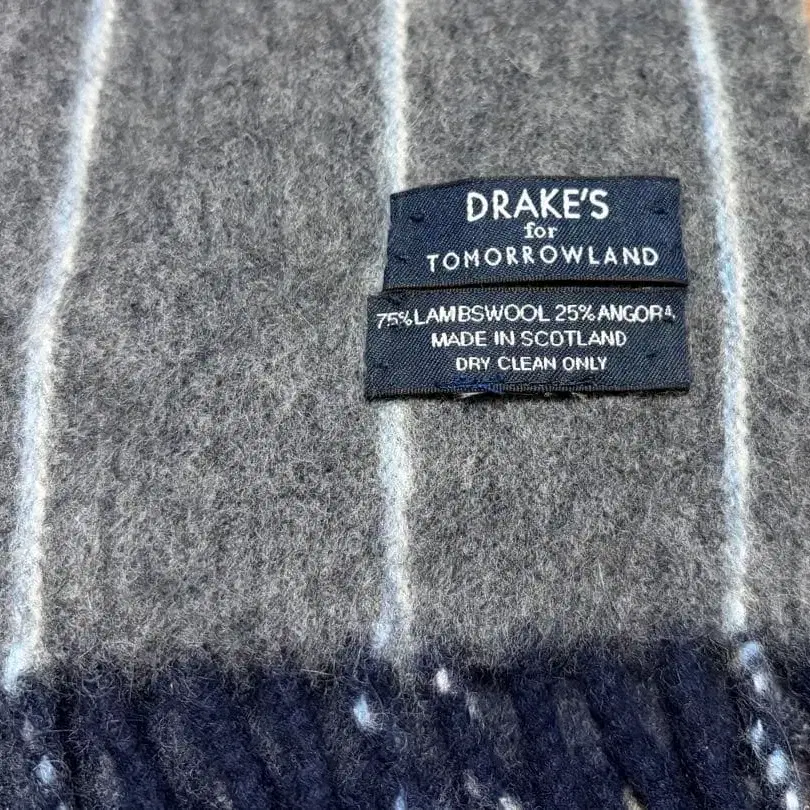 DRAKE'S
for
TOMORROWLAND
75%LAMBSWOOL 25%ANGORA
MADE IN SCOTLAND
DRY CLEAN ONLY